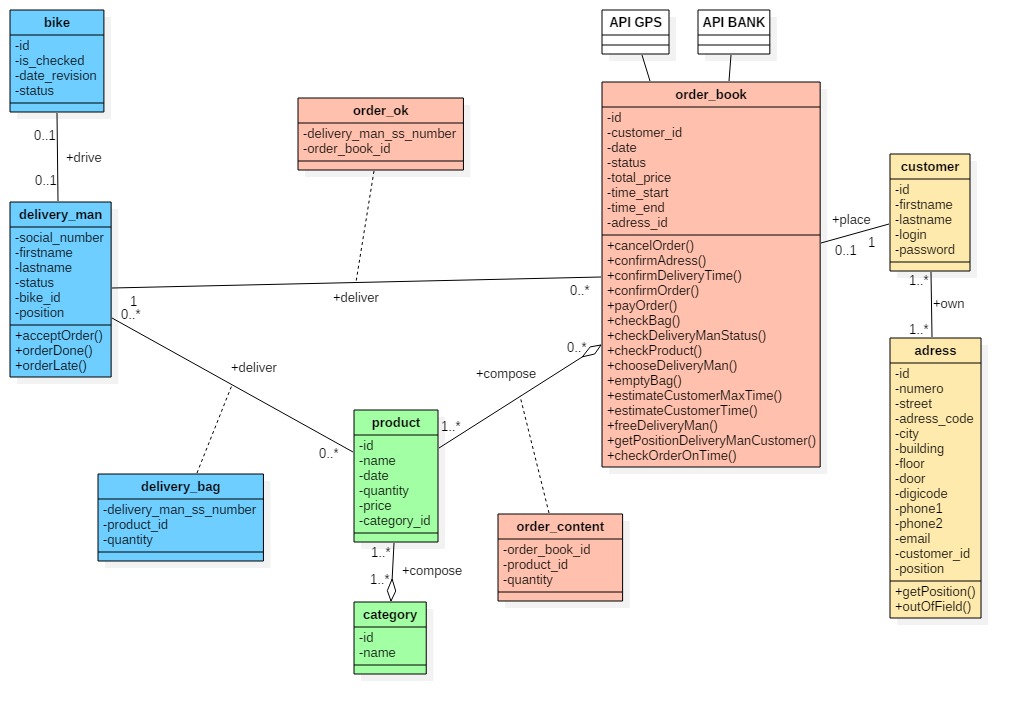 bike
-id
-is_checked
-date_revision
-status
0..1
+drive
0..1
delivery_man
-social_number
-firstname
-lastname
-status
-bike_id
-position
+acceptOrder()
+orderDone()
+orderLate()
order_ok
-delivery_man_ss_number
-order_book_id
1
+deliver
0..*
0..*
+deliver
0..*
delivery_bag
-delivery_man_ss_number
-product_id
-quantity
product
-id
-name
-date
-quantity
-price
-category_id
1..*
+compose
0..*
1..*
+compose
1..*
category
-id
-name
order_content
-order_book_id
-product_id
-quantity
API GPS
API BANK
order_book
-id
-customer_id
-date
-status
-total_price
-time_start
-time_end
-adress_id
+cancelOrder()
+confirmAdress()
+confirmDeliveryTime()
+confirmOrder()
+payOrder()
+checkBag()
+checkDeliveryManStatus()
+checkProduct()
+chooseDeliveryMan()
+emptyBag()
+estimateCustomerMaxTime()
+estimateCustomerTime()
+freeDeliveryMan()
+getPositionDeliveryManCustomer()
+checkOrderOnTime()
+place
0..1
1
customer
-id
-firstname
-lastname
-login
-password
1..*
+own
1..*
adress
-id
-numero
-street
-adress_code
-city
-building
-floor
-door
-digicode
-phone1
-phone2
-email
-customer_id
-position
+getPosition()
+outOfField()